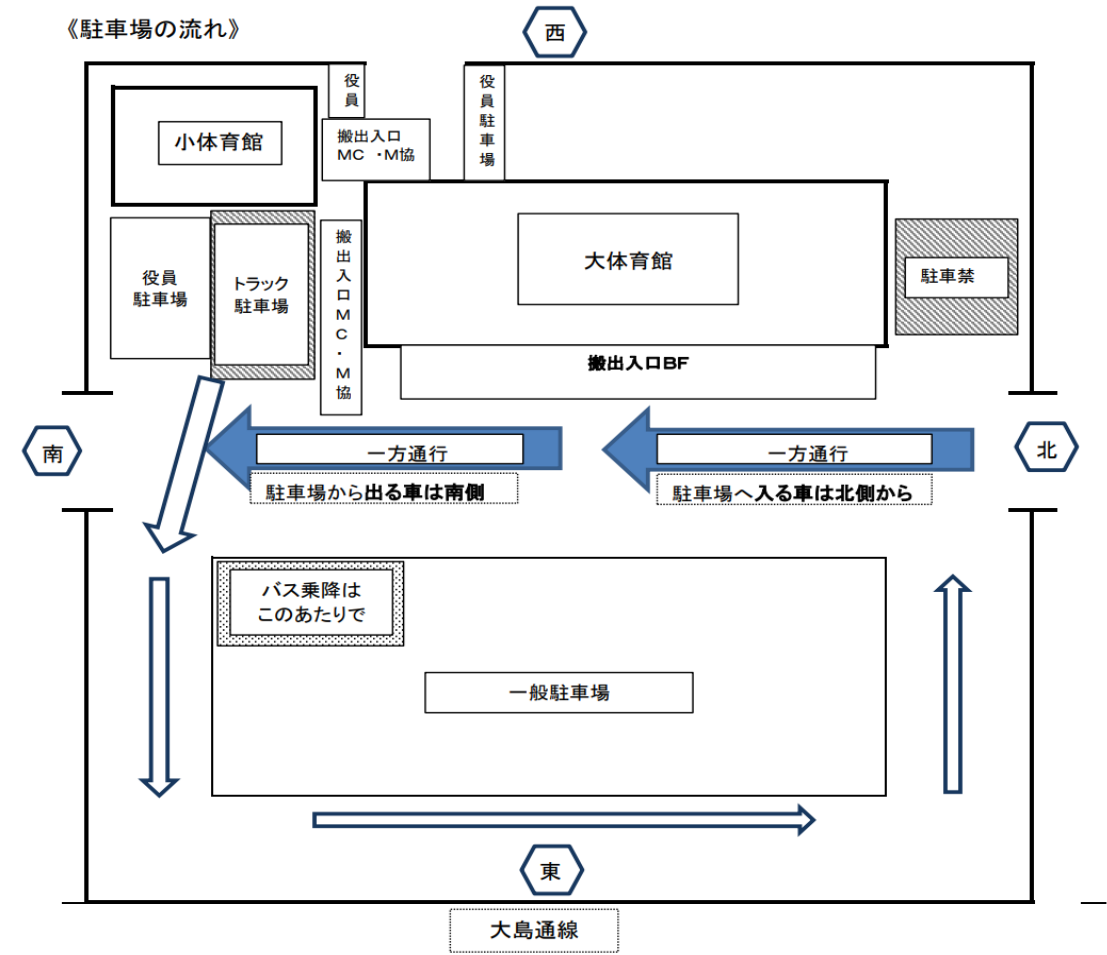 《駐車場の流れ》
西
役員
役員駐車場
小体育館
搬出入口
MC ・M協
役員
駐車場
トラック
駐車場
搬出入口MC・M協
大体育館
駐車禁
搬出入口BF
南
一方通行
一方通行
北
駐車場から出る車は南側
駐車場へ入る車は北側から
バス乗降は
このあたりで
一般駐車場
東
大島通線